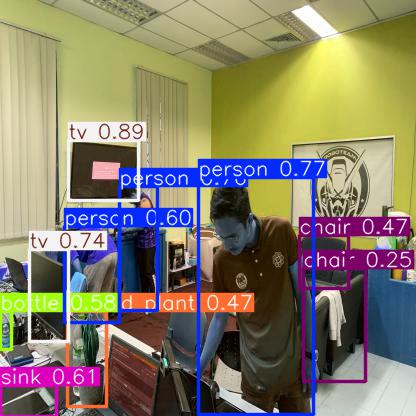 tv 0.89
person 0.77
person 0.70
person 0.60
chair 0.47
tv 0.74
chair 0.25
bottle 0.58
d plant 0.47
sink 0.61